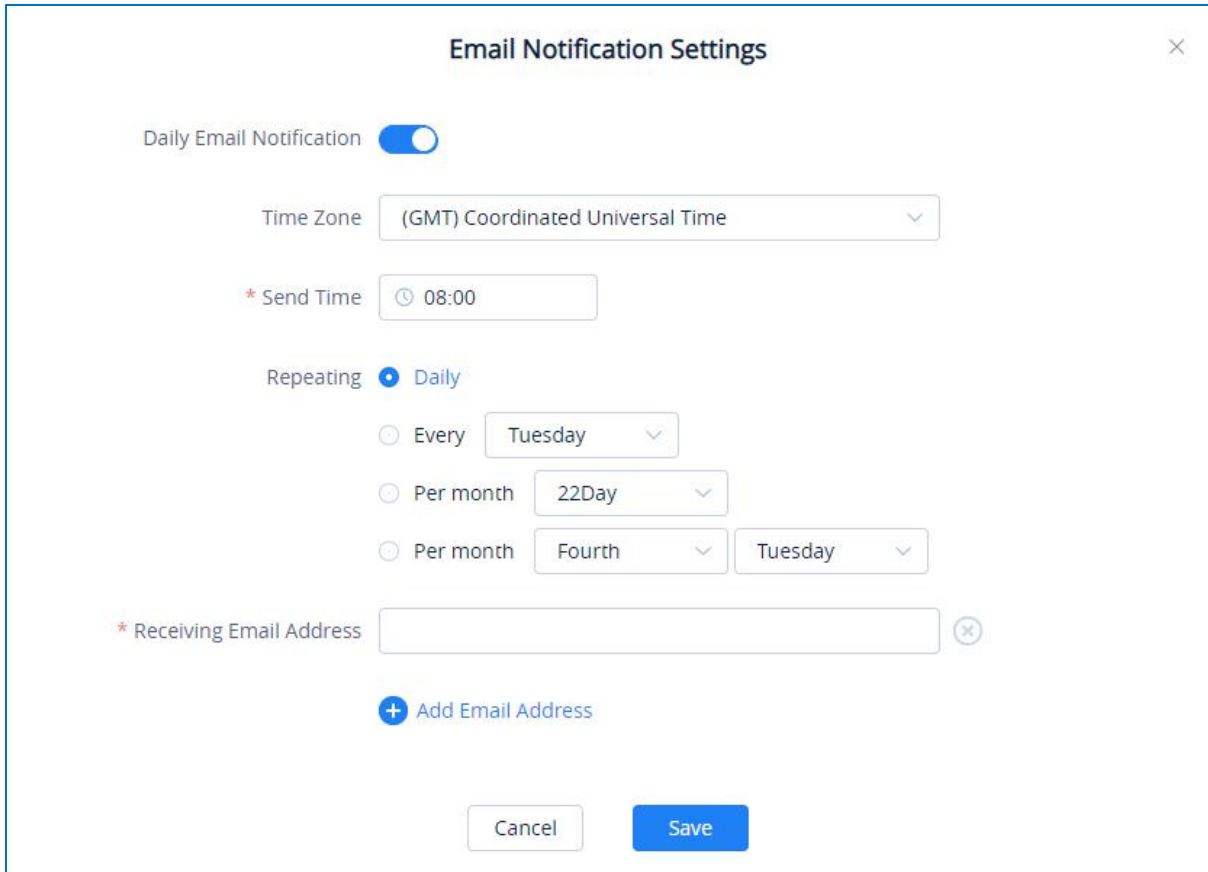 Email Notification Settings
Daily Email Notification
Time Zone (GMT) Coordinated Universal Time
* Send Time 08:00
Repeating Daily
Every Tuesday
Per month 22Day
Per month Fourth Tuesday
* Receiving Email Address
Add Email Address
Cancel Save